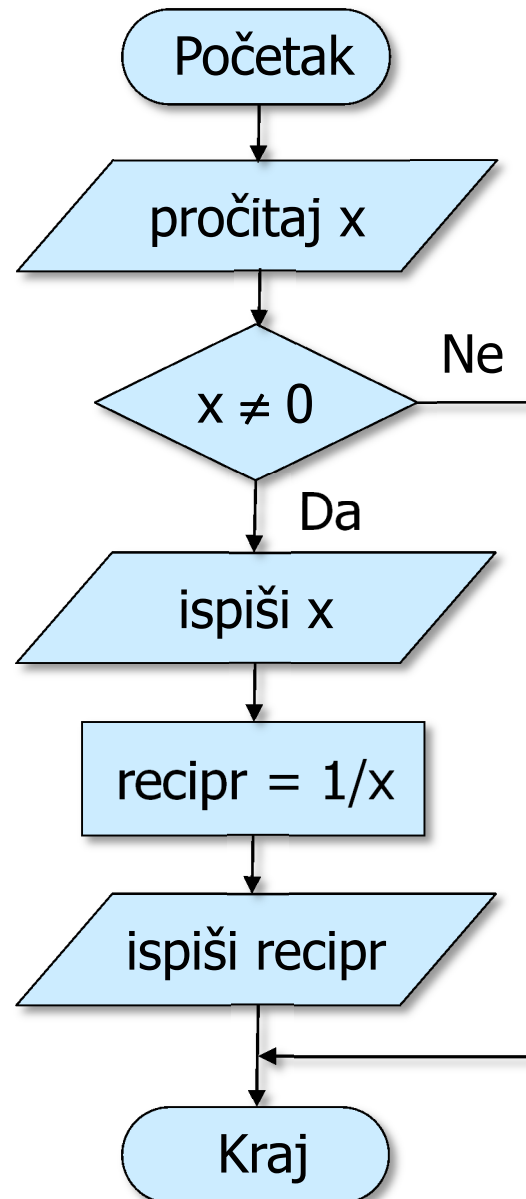 Početak
pročitaj x
x ≠ 0
Ne
Da
ispiši x
recipr = 1/x
ispiši recipr
Kraj